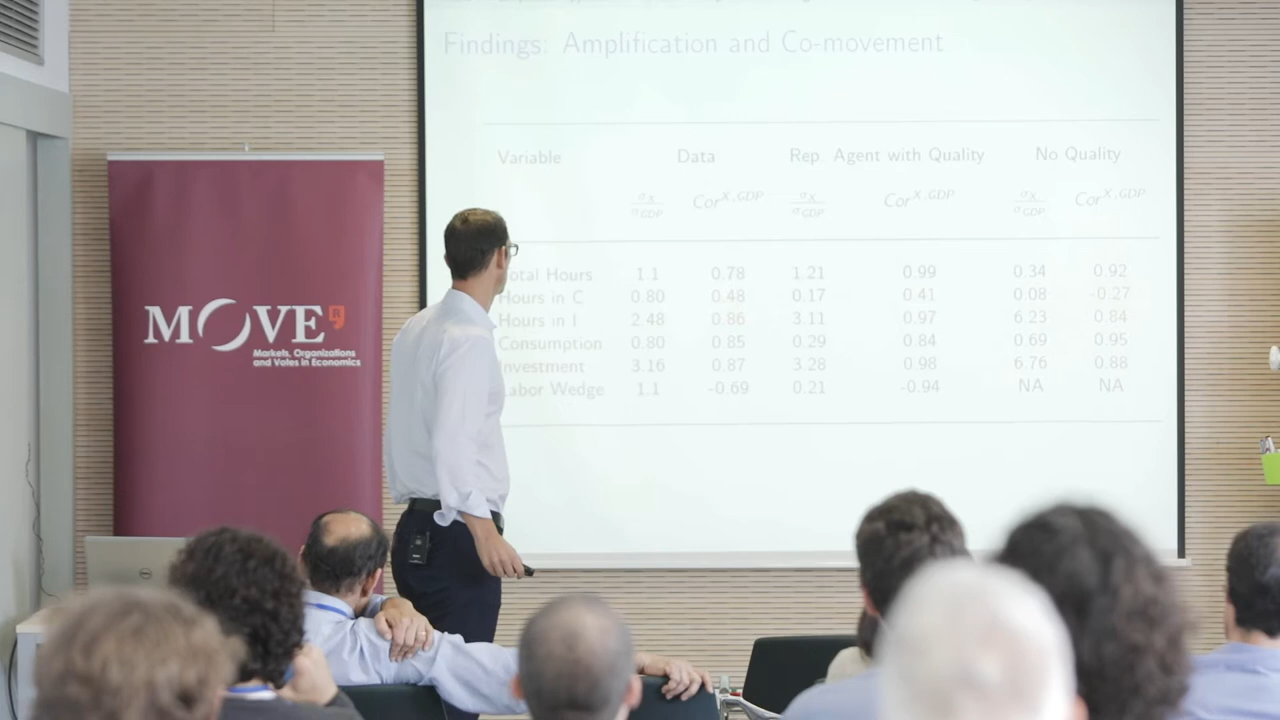 Findings: Amplification and Co-movement
Variable Data Rep. Agent with Quality No Quality
σX/σGDP Cor^X,GDP σX/σGDP Cor^X,GDP σX/σGDP Cor^X,GDP
otal Hours 1.1 0.78 1.21 0.99 0.34 0.92
Hours in C 0.80 0.48 0.17 0.41 0.08 -0.27
Hours in I 2.48 0.86 3.11 0.97 6.23 0.84
Consumption 0.80 0.85 0.29 0.84 0.69 0.95
Investment 3.16 0.87 3.28 0.98 6.76 0.88
abor Wedge 1.1 -0.69 0.21 -0.94 NA NA
MOVE
Markets, Organizations
and Votes in Economics
DELL